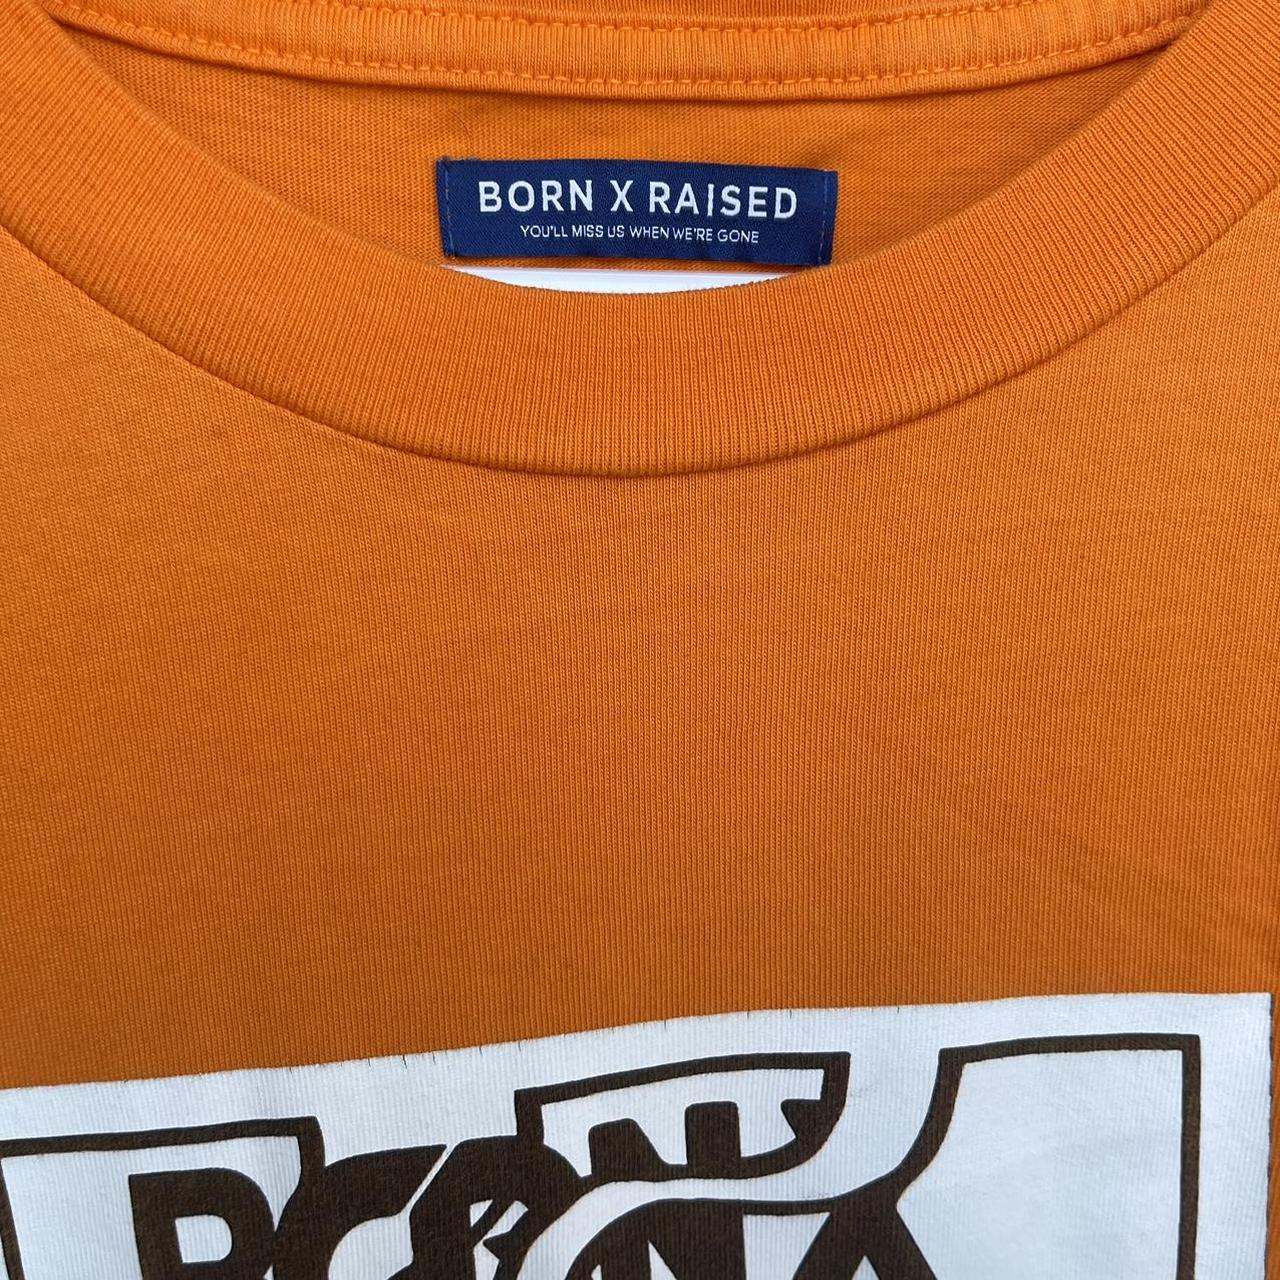 BORN X RAISED
YOU'LL MISS US WHEN WE'RE GONE